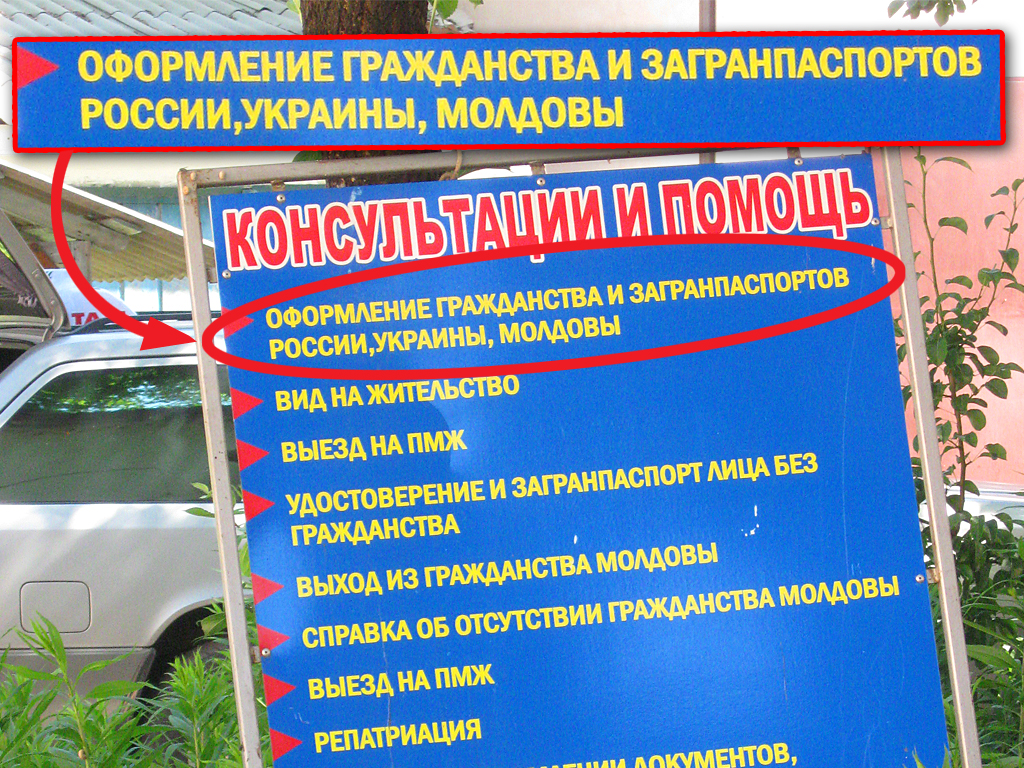 ОФОРМЛЕНИЕ ГРАЖДАНСТВА И ЗАГРАНПАСПОРТОВ
РОССИИ,УКРАИНЫ, МОЛДОВЫ
КОНСУЛЬТАЦИИ И ПОМОЩЬ
ОФОРМЛЕНИЕ ГРАЖДАНСТВА И ЗАГРАНПАСПОРТОВ
РОССИИ,УКРАИНЫ, МОЛДОВЫ
ВИД НА ЖИТЕЛЬСТВО
ВЫЕЗД НА ПМЖ
УДОСТОВЕРЕНИЕ И ЗАГРАНПАСПОРТ ЛИЦА БЕЗ
ГРАЖДАНСТВА
ВЫХОД ИЗ ГРАЖДАНСТВА МОЛДОВЫ
СПРАВКА ОБ ОТСУТСТВИИ ГРАЖДАНСТВА МОЛДОВЫ
ВЫЕЗД НА ПМЖ
РЕПАТРИАЦИЯ
ДОКУМЕНТОВ,